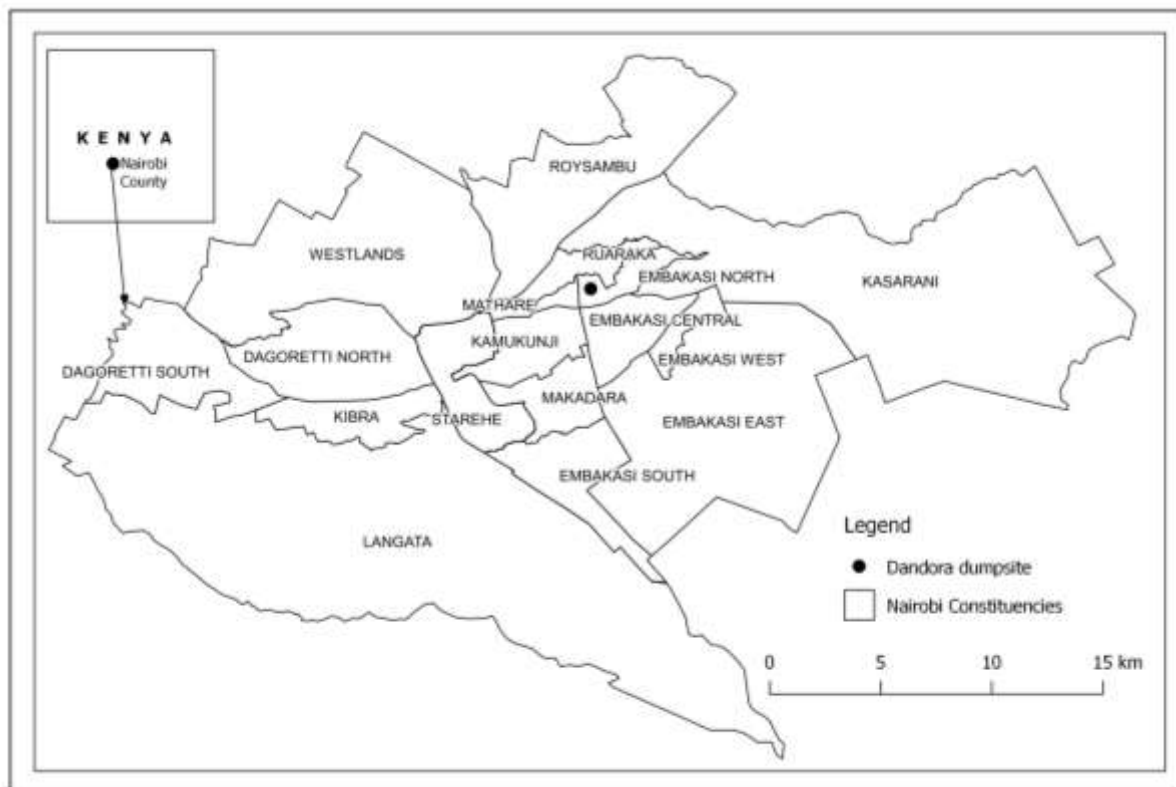 KENYA
Nairobi
County
ROYSAMBU
WESTLANDS
RUARAKA
EMBAKASI NORTH
KASARANI
MATHARE
EMBAKASI CENTRAL
KAMUKUNJI
DAGORETTI NORTH
EMBAKASI WEST
DAGORETTI SOUTH
MAKADARA
KIBRA
STAREHE
EMBAKASI EAST
EMBAKASI SOUTH
LANGATA
Legend
Dandora dumpsite
Nairobi Constituencies
0 5 10 15 km